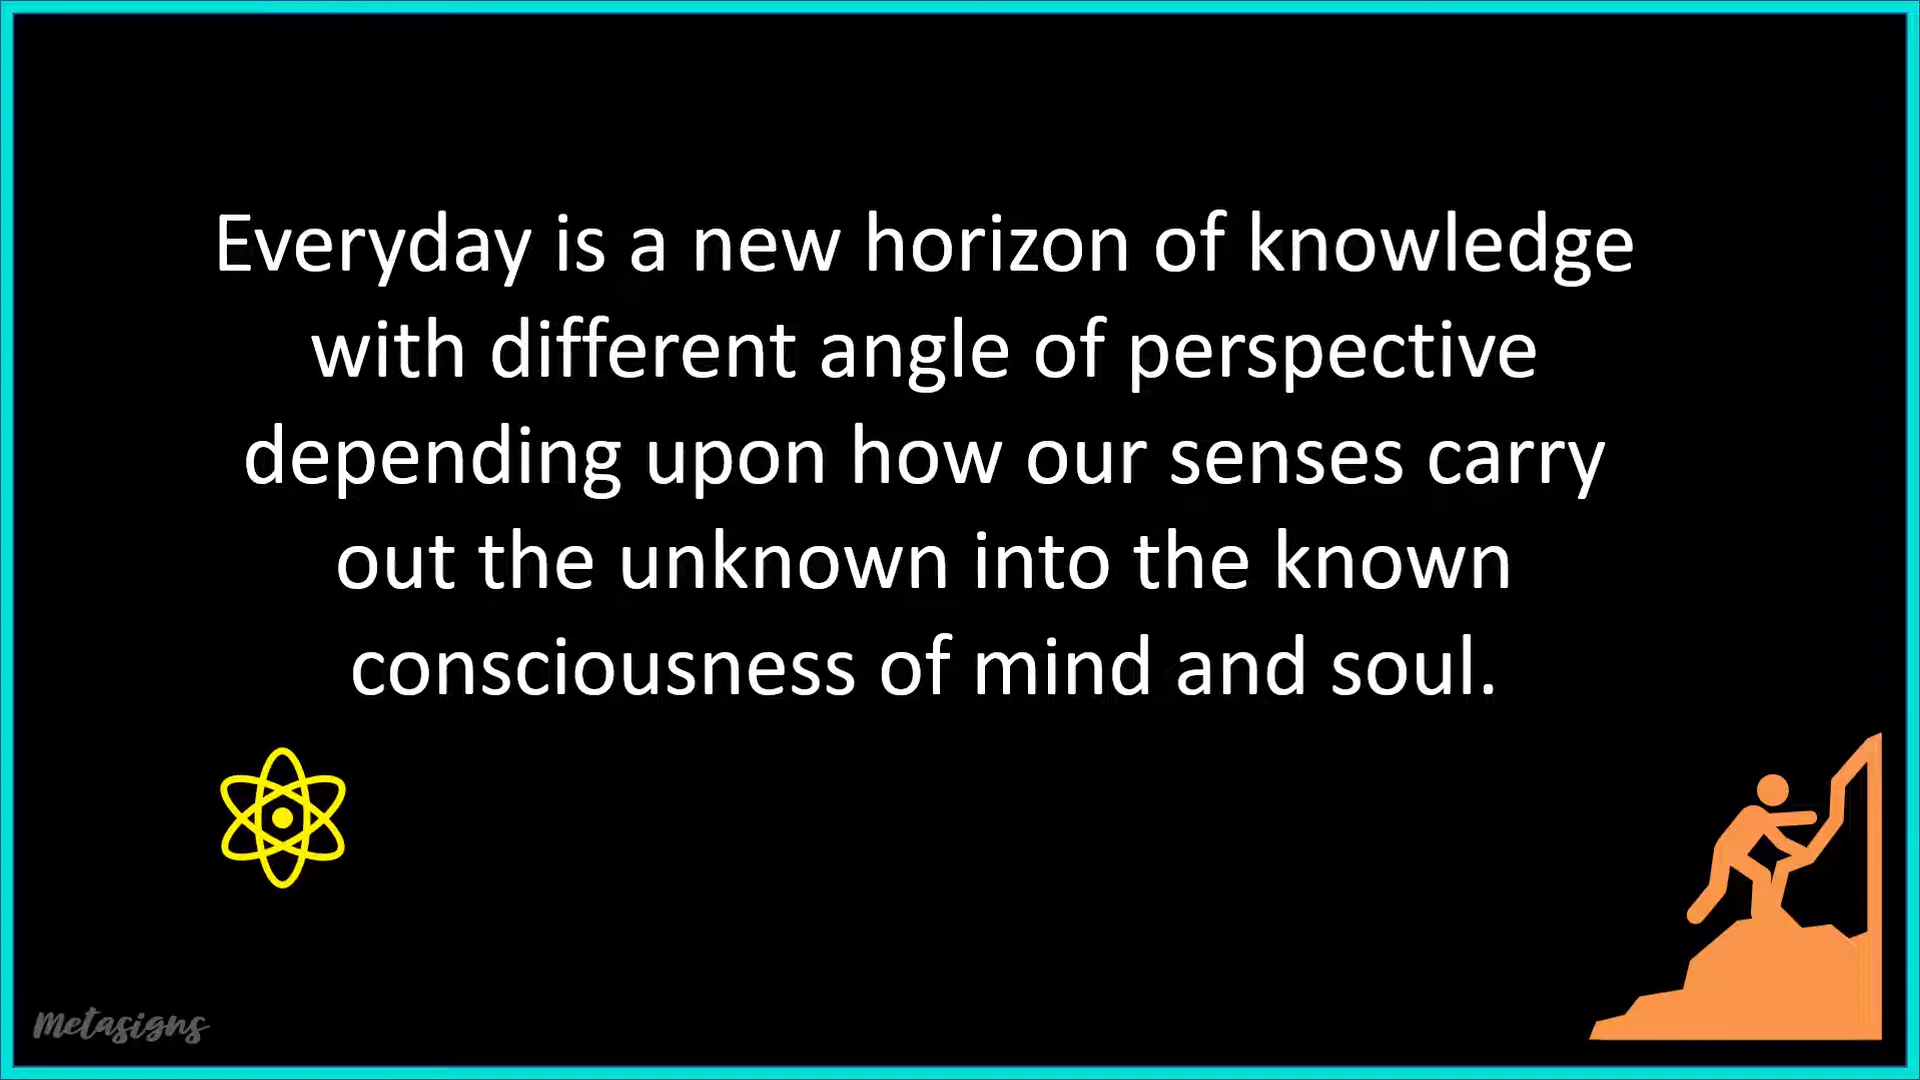 Everyday is a new horizon of knowledge
with different angle of perspective
depending upon how our senses carry
out the unknown into the known
consciousness of mind and soul.
Metasigns